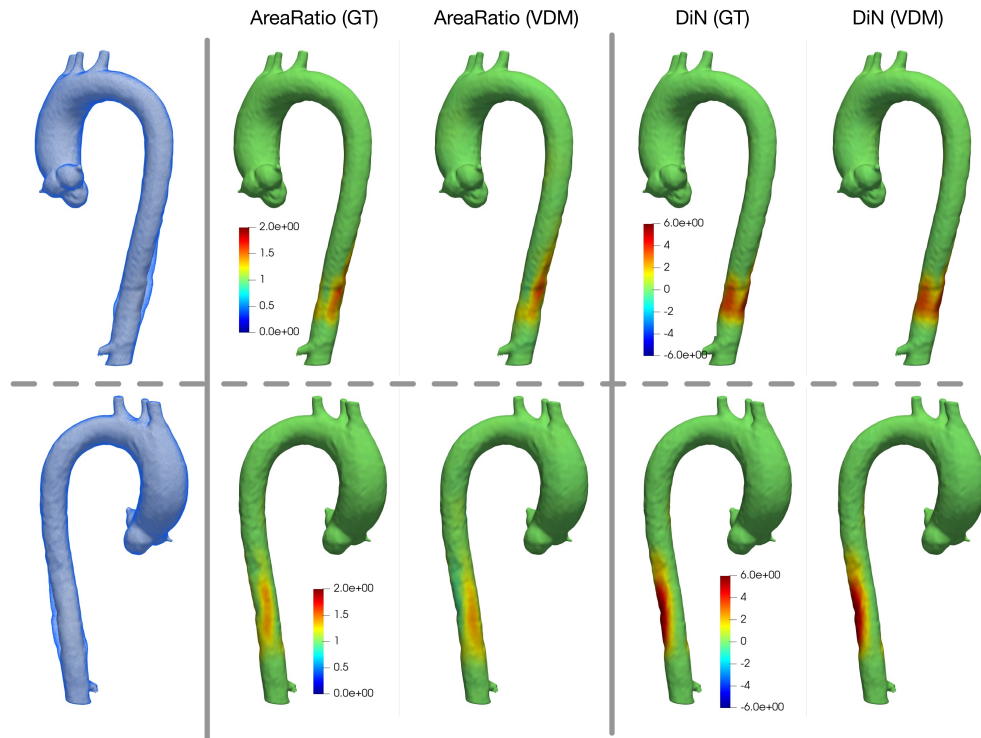 AreaRatio (GT)
AreaRatio (VDM)
DiN (GT)
DiN (VDM)
2.0e+00
1.5
1
0.5
0.0e+00
6.0e+00
4
2
0
-2
-4
-6.0e+00
2.0e+00
1.5
1
0.5
0.0e+00
6.0e+00
4
2
0
-2
-4
-6.0e+00